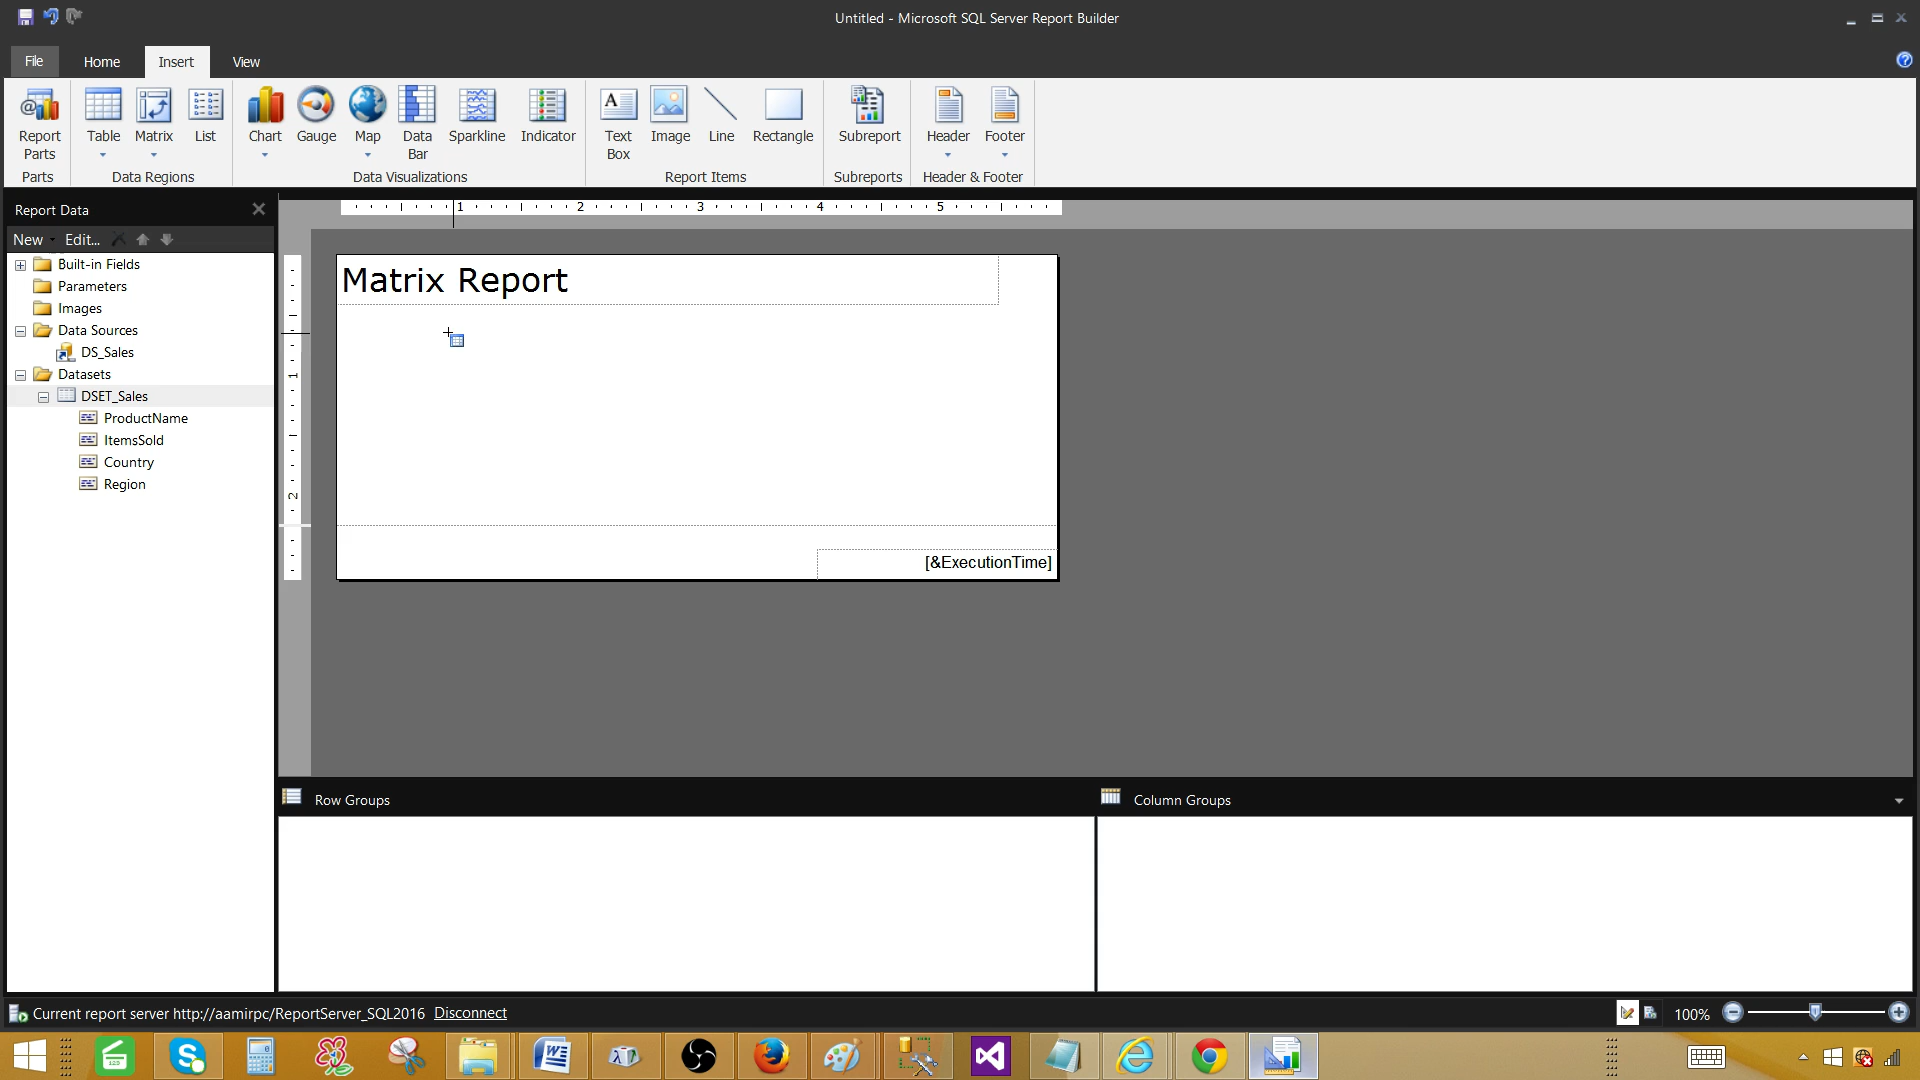 Untitled - Microsoft SQL Server Report Builder
File Home Insert View
Report Parts
Table
Matrix
List
Chart
Gauge
Map
Data Bar
Sparkline
Indicator
Text Box
Image
Line
Rectangle
Subreport
Header
Footer
Parts
Data Regions
Data Visualizations
Report Items
Subreports
Header & Footer
Report Data
New Edit...
Built-in Fields
Parameters
Images
Data Sources
DS_Sales
Datasets
DSET_Sales
ProductName
ItemsSold
Country
Region
1 2 3 4 5
1
2
Matrix Report
[&ExecutionTime]
Row Groups
Column Groups
Current report server http://aamirpc/ReportServer_SQL2016 Disconnect
100%